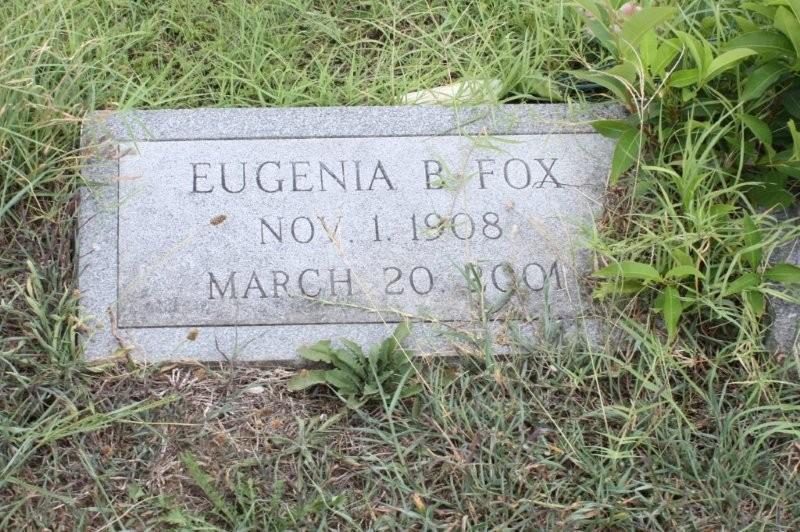 EUGENIA B. FOX
NOV. 1. 1908
MARCH 20. 2001